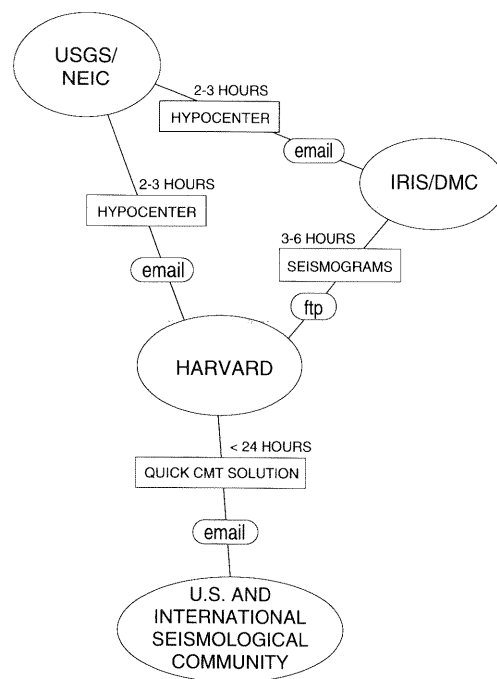 USGS/
NEIC
2-3 HOURS
HYPOCENTER
email
IRIS/DMC
2-3 HOURS
HYPOCENTER
email
3-6 HOURS
SEISMOGRAMS
ftp
HARVARD
< 24 HOURS
QUICK CMT SOLUTION
email
U.S. AND
INTERNATIONAL
SEISMOLOGICAL
COMMUNITY